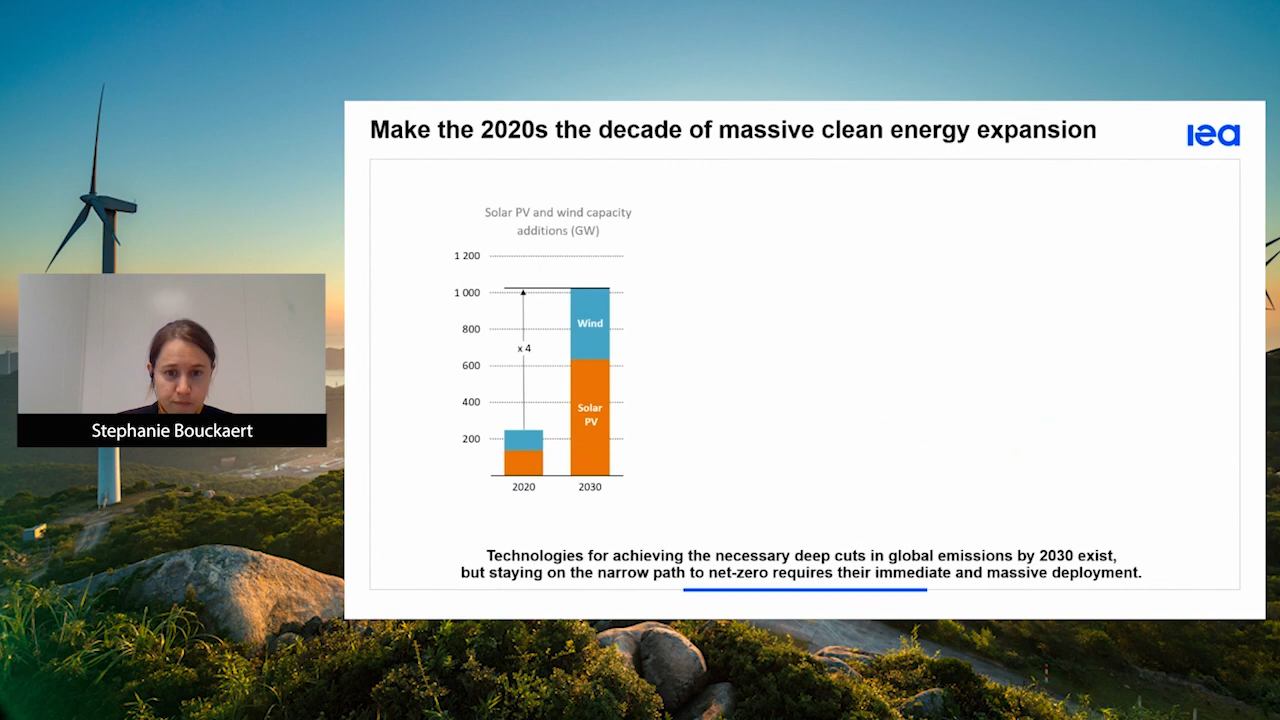 Make the 2020s the decade of massive clean energy expansion
iea
Solar PV and wind capacity
additions (GW)
1 200
1 000
800
600
400
200
x 4
Wind
Solar
PV
2020
2030
Stephanie Bouckaert
Technologies for achieving the necessary deep cuts in global emissions by 2030 exist,
but staying on the narrow path to net-zero requires their immediate and massive deployment.